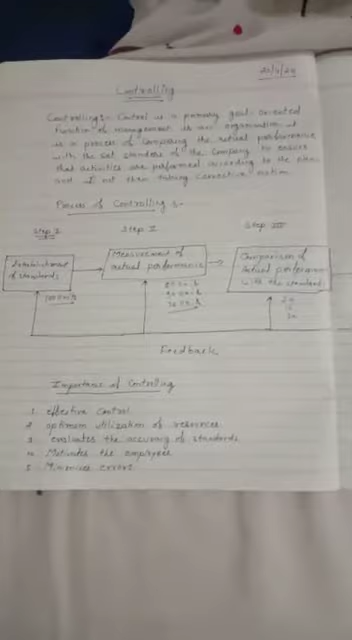 Controlling
Controlling:- Control is a primary goal-oriented
function of management in an organisation. it
is a process of comparing the actual performance
with the set standards of the company to ensure
that activities are performed according to the plans
and if not then taking corrective action.
Process of Controlling :-
Step I Step II Step III
Establishment
of standards
Measurement of
actual performance
Comparison of
actual performance
with the standards
Feedback
Importance of Controlling
1. effective control
2. optimum utilization of resources
3. evaluates the accuracy of standards
4. Motivates the employees
5. Minimises errors